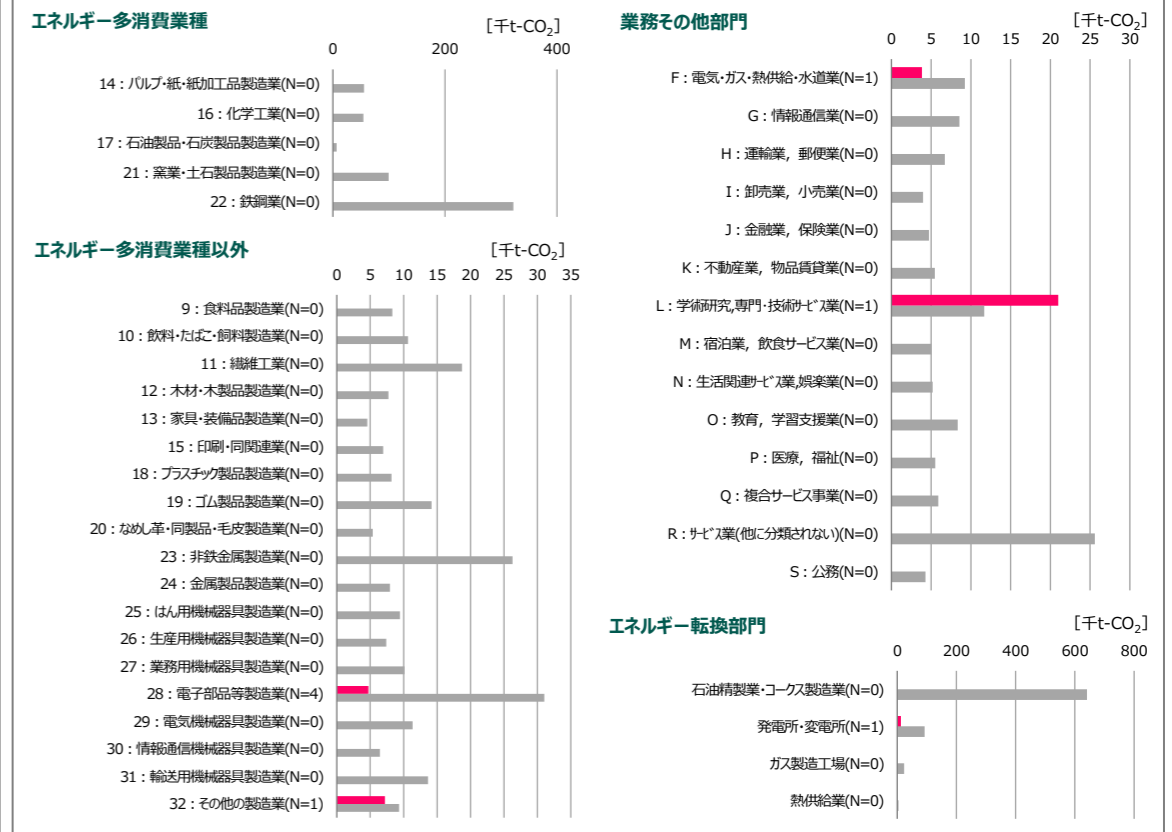 エネルギー多消費業種
[千t-CO₂]
0 200 400
14：パルプ・紙・紙加工品製造業(N=0)
16：化学工業(N=0)
17：石油製品・石炭製品製造業(N=0)
21：窯業・土石製品製造業(N=0)
22：鉄鋼業(N=0)
エネルギー多消費業種以外
[千t-CO₂]
0 5 10 15 20 25 30 35
9：食料品製造業(N=0)
10：飲料・たばこ・飼料製造業(N=0)
11：繊維工業(N=0)
12：木材・木製品製造業(N=0)
13：家具・装備品製造業(N=0)
15：印刷・同関連業(N=0)
18：プラスチック製品製造業(N=0)
19：ゴム製品製造業(N=0)
20：なめし革・同製品・毛皮製造業(N=0)
23：非鉄金属製造業(N=0)
24：金属製品製造業(N=0)
25：はん用機械器具製造業(N=0)
26：生産用機械器具製造業(N=0)
27：業務用機械器具製造業(N=0)
28：電子部品等製造業(N=4)
29：電気機械器具製造業(N=0)
30：情報通信機械器具製造業(N=0)
31：輸送用機械器具製造業(N=0)
32：その他の製造業(N=1)
業務その他部門
[千t-CO₂]
0 5 10 15 20 25 30
F：電気・ガス・熱供給・水道業(N=1)
G：情報通信業(N=0)
H：運輸業，郵便業(N=0)
I：卸売業，小売業(N=0)
J：金融業，保険業(N=0)
K：不動産業，物品賃貸業(N=0)
L：学術研究,専門・技術サービス業(N=1)
M：宿泊業，飲食サービス業(N=0)
N：生活関連サービス業,娯楽業(N=0)
O：教育，学習支援業(N=0)
P：医療，福祉(N=0)
Q：複合サービス事業(N=0)
R：サービス業(他に分類されない)(N=0)
S：公務(N=0)
エネルギー転換部門
[千t-CO₂]
0 200 400 600 800
石油精製業・コークス製造業(N=0)
発電所・変電所(N=1)
ガス製造工場(N=0)
熱供給業(N=0)